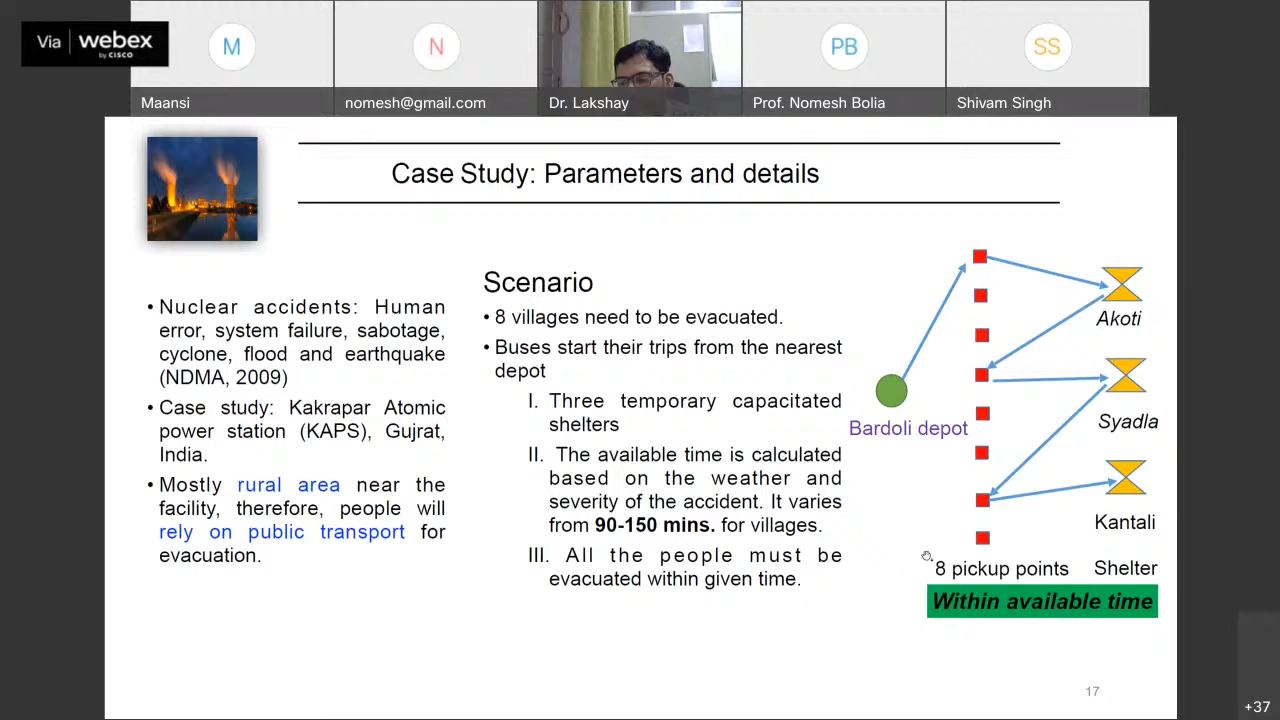 Via webex
by CISCO
M
N
PB
SS
Maansi
nomesh@gmail.com
Dr. Lakshay
Prof. Nomesh Bolia
Shivam Singh
Case Study: Parameters and details
• Nuclear accidents: Human
error, system failure, sabotage,
cyclone, flood and earthquake
(NDMA, 2009)
• Case study: Kakrapar Atomic
power station (KAPS), Gujrat,
India.
• Mostly rural area near the
facility, therefore, people will
rely on public transport for
evacuation.
Scenario
• 8 villages need to be evacuated.
• Buses start their trips from the nearest
depot
I. Three temporary capacitated
shelters
II. The available time is calculated
based on the weather and
severity of the accident. It varies
from 90-150 mins. for villages.
III. All the people must be
evacuated within given time.
Bardoli depot
Akoti
Syadla
Kantali
8 pickup points
Shelter
Within available time
17
+37